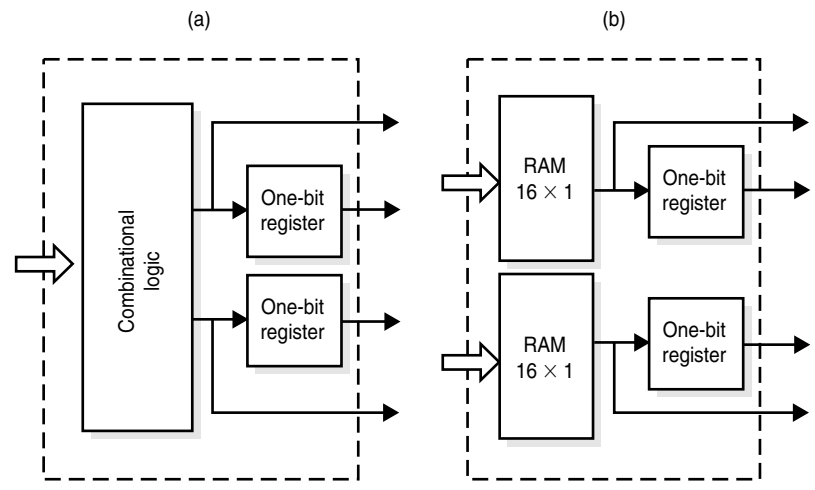 (a)
Combinational
logic
One-bit
register
One-bit
register
(b)
RAM
16 × 1
One-bit
register
RAM
16 × 1
One-bit
register